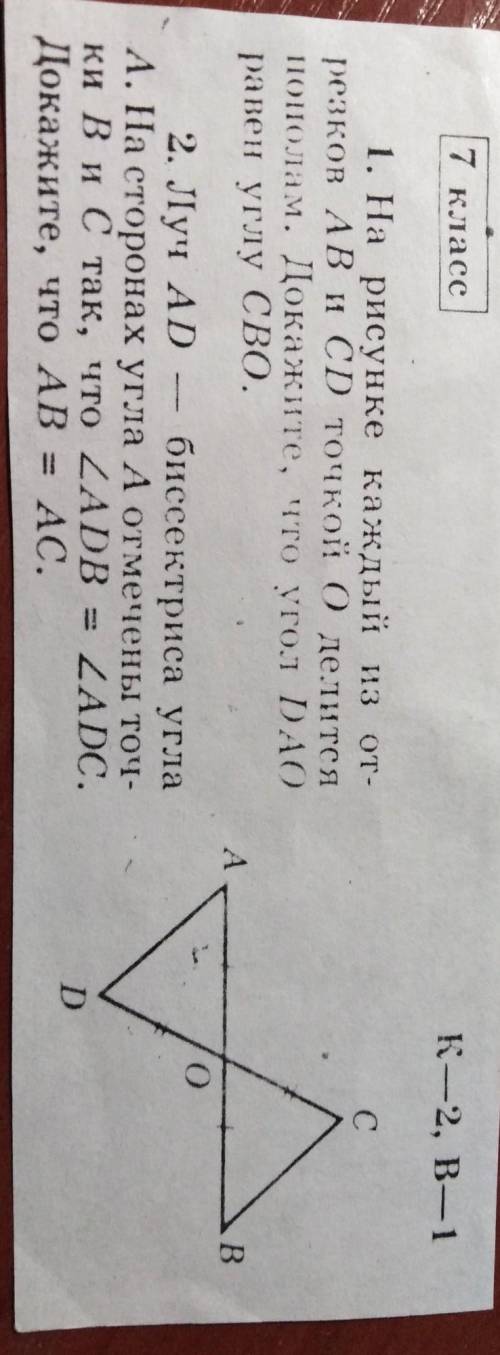 7 класс
К—2, В—1
1. На рисунке каждый из от-
резков AB и CD точкой O делится
пополам. Докажите, что угол DAO
равен углу CBO.
2. Луч AD — биссектриса угла
A. На сторонах угла A отмечены точ-
ки B и C так, что ∠ADB = ∠ADC.
Докажите, что AB = AC.
C
A
O
B
D